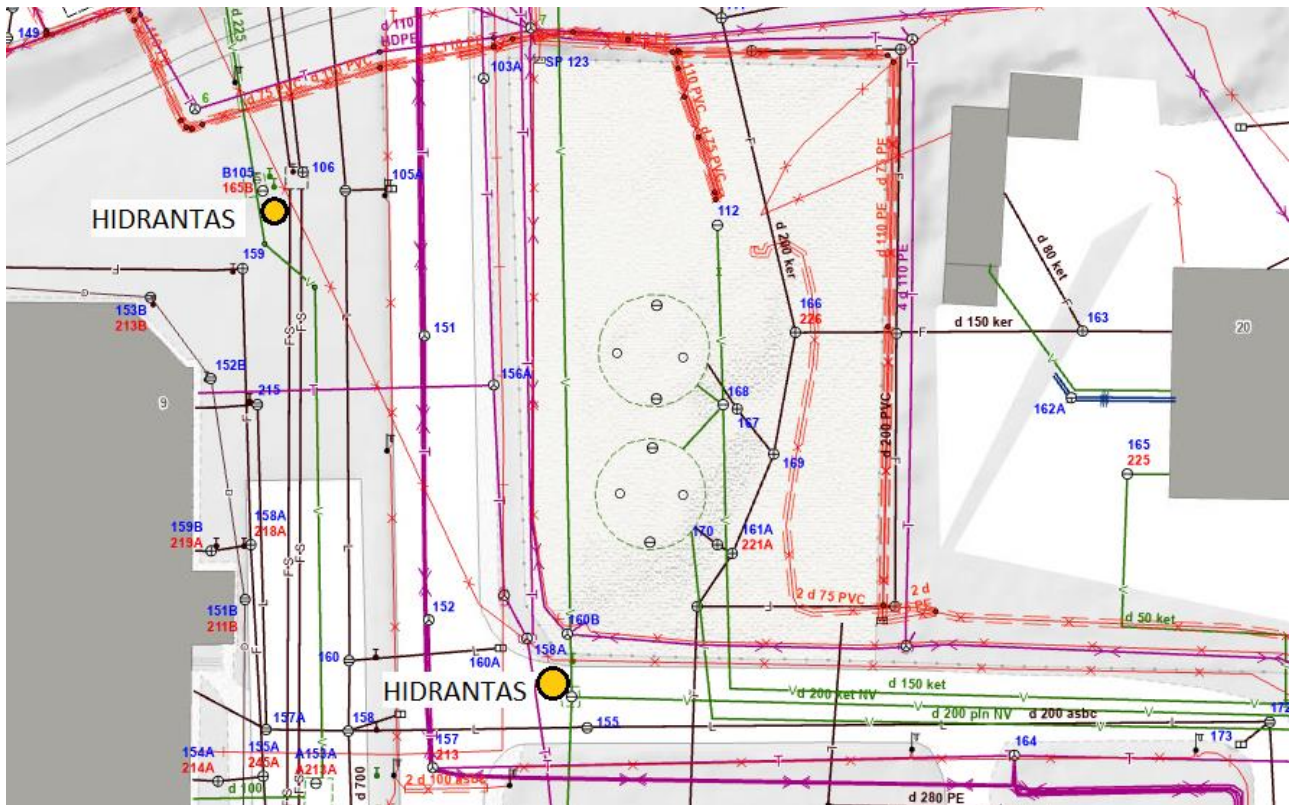 149
d 225
d 110
HDPE
7
SP 123
103A
6
d 75 PVC
d 110 PVC
110 PVC
d 75 PVC
B105
165B
106
105A
HIDRANTAS
112
d 200 ker
d 75 PE
d 110 PE
4 d 110 PE
d 80 ket
159
153B
213B
151
166
226
d 150 ker
163
20
152B
215
9
156A
168
167
162A
d 200 PVC
169
165
225
159B
219A
158A
218A
170
161A
221A
151B
211B
152
2 d 75 PVC
2 d
PE
d 50 ket
160B
158A
160
160A
HIDRANTAS
d 150 ket
d 200 ket NV
d 200 pln NV
d 200 asbc
157A
158
155
172
173
154A
214A
155A
245A
A153A
A213A
157
213
164
d 100
d 700
2 d 100 asbc
d 280 PE